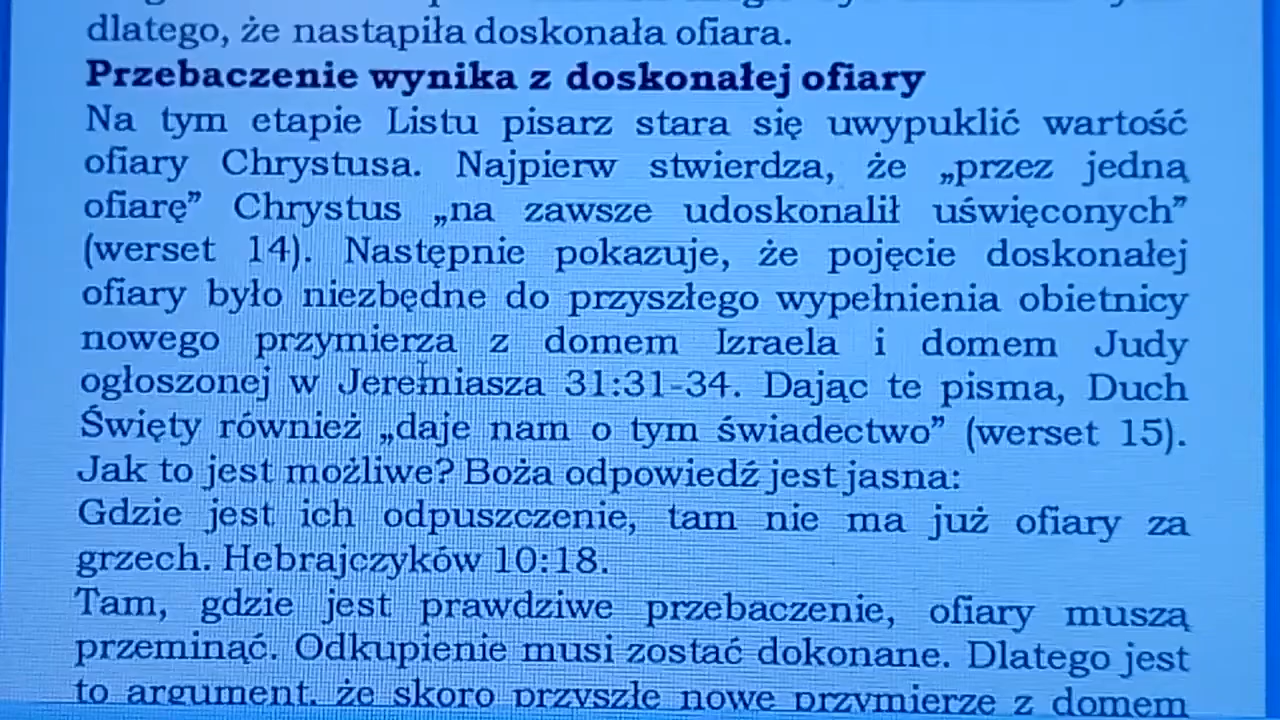 dlatego, że nastąpiła doskonała ofiara.
Przebaczenie wynika z doskonałej ofiary
Na tym etapie Listu pisarz stara się uwypuklić wartość
ofiary Chrystusa. Najpierw stwierdza, że „przez jedną
ofiarę” Chrystus „na zawsze udoskonalił uświęconych”
(werset 14). Następnie pokazuje, że pojęcie doskonałej
ofiary było niezbędne do przyszłego wypełnienia obietnicy
nowego przymierza z domem Izraela i domem Judy
ogłoszonej w Jeremiasza 31:31-34. Dając te pisma, Duch
Święty również „daje nam o tym świadectwo” (werset 15).
Jak to jest możliwe? Boża odpowiedź jest jasna:
Gdzie jest ich odpuszczenie, tam nie ma już ofiary za
grzech. Hebrajczyków 10:18.
Tam, gdzie jest prawdziwe przebaczenie, ofiary muszą
przeminąć. Odkupienie musi zostać dokonane. Dlatego jest
to argument, że skoro przyszłe nowe przymierze z domem